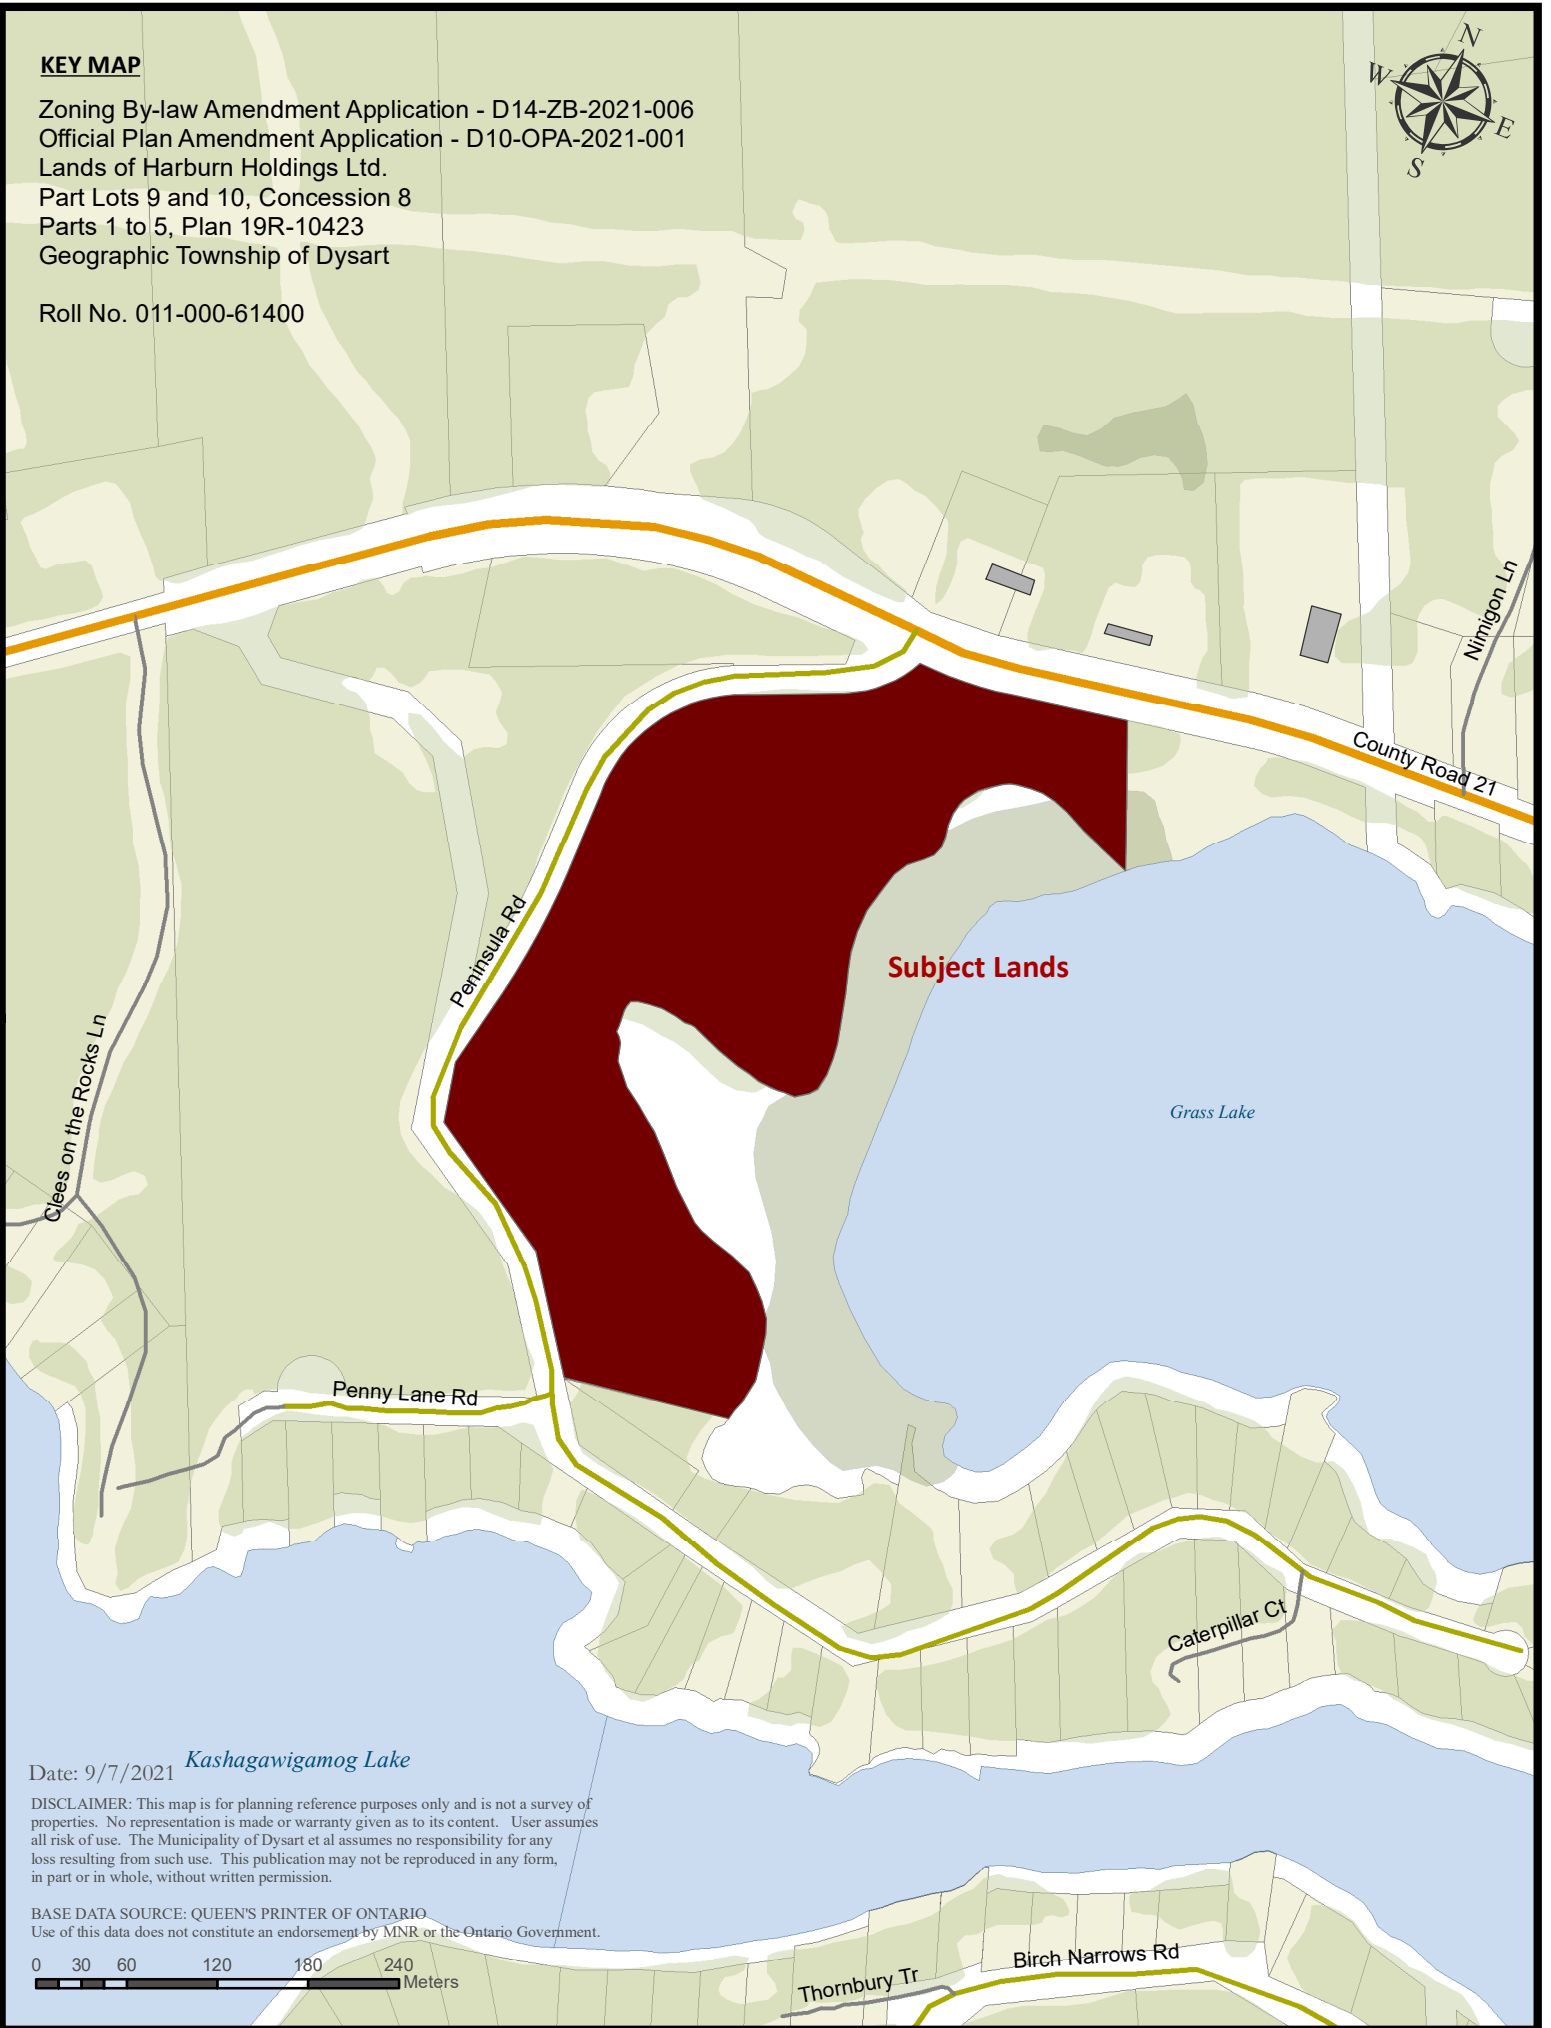 KEY MAP
Zoning By-law Amendment Application - D14-ZB-2021-006
Official Plan Amendment Application - D10-OPA-2021-001
Lands of Harburn Holdings Ltd.
Part Lots 9 and 10, Concession 8
Parts 1 to 5, Plan 19R-10423
Geographic Township of Dysart
Roll No. 011-000-61400
N
W
E
S
Nimigon Ln
County Road 21
Peninsula Rd
Subject Lands
Clees on the Rocks Ln
Grass Lake
Penny Lane Rd
Caterpillar Ct
Kashagawigamog Lake
Date: 9/7/2021
DISCLAIMER: This map is for planning reference purposes only and is not a survey of
properties. No representation is made or warranty given as to its content. User assumes
all risk of use. The Municipality of Dysart et al assumes no responsibility for any
loss resulting from such use. This publication may not be reproduced in any form,
in part or in whole, without written permission.
BASE DATA SOURCE: QUEEN'S PRINTER OF ONTARIO
Use of this data does not constitute an endorsement by MNR or the Ontario Government.
0 30 60 120 180 240
Meters
Thornbury Tr
Birch Narrows Rd